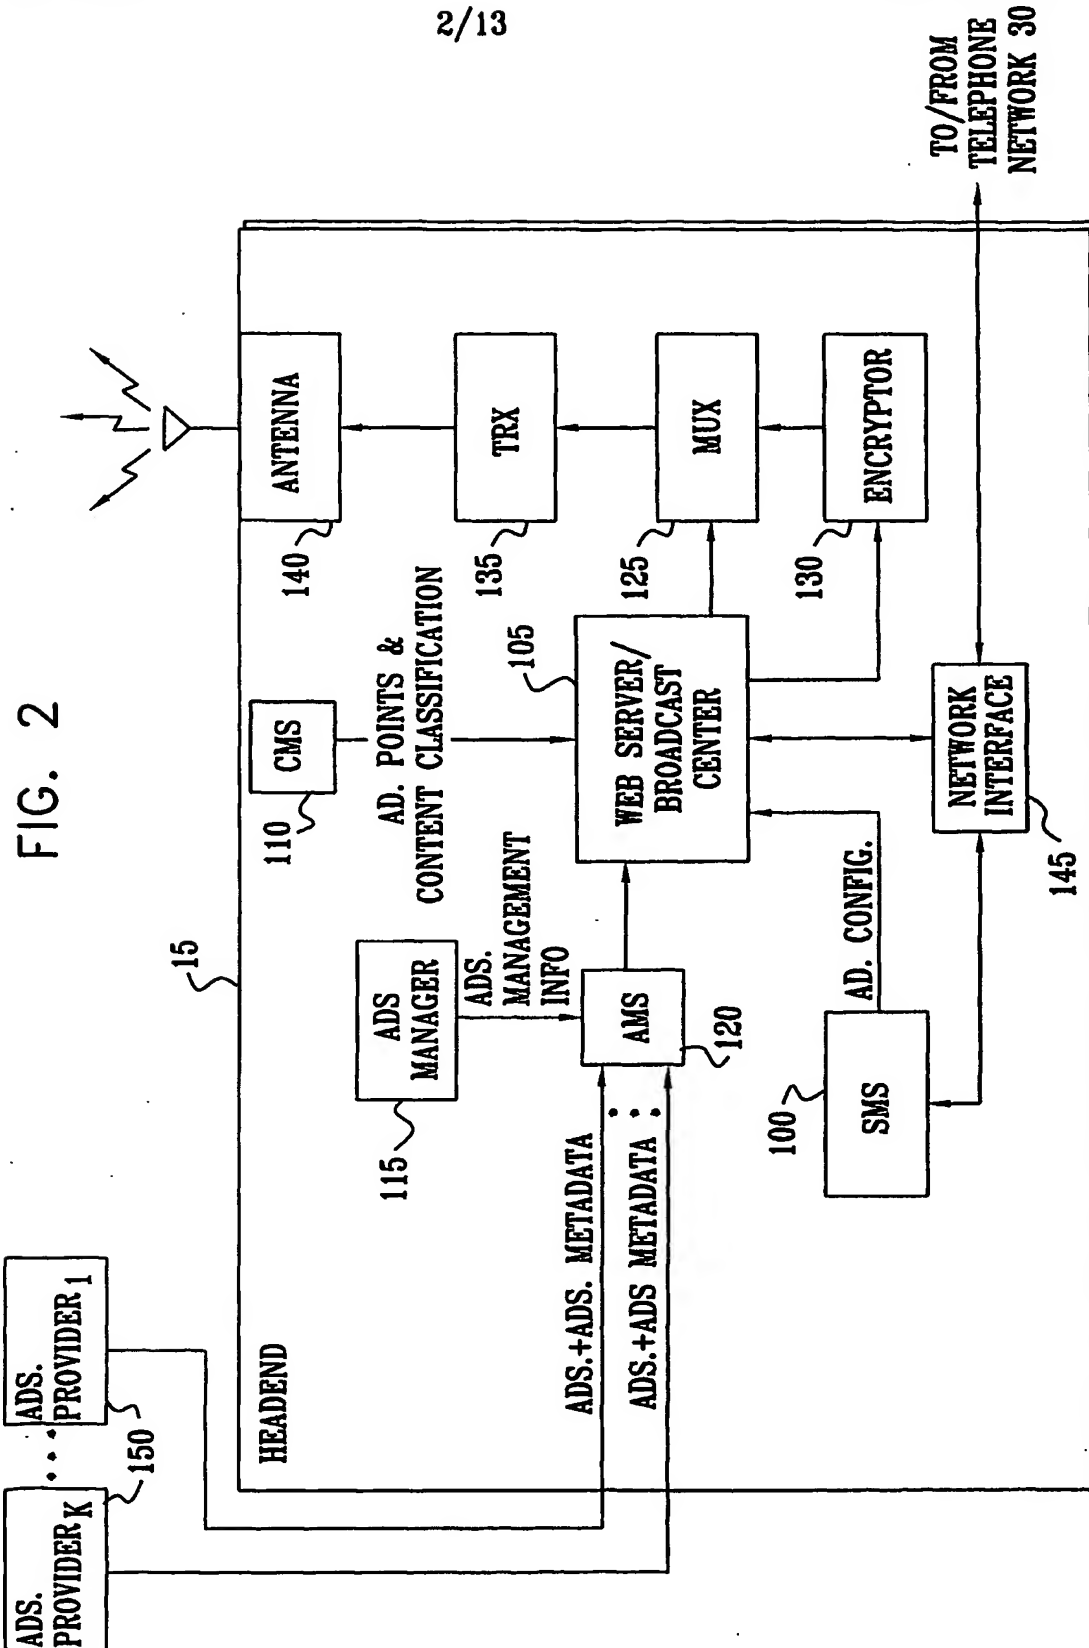 2/13
FIG. 2
ADS.
PROVIDER K
ADS.
PROVIDER 1
150
HEADEND
15
ADS
MANAGER
115
ADS.
MANAGEMENT
INFO
CMS
110
AD. POINTS &
CONTENT CLASSIFICATION
ANTENNA
140
TRX
135
MUX
125
ENCRYPTOR
130
WEB SERVER/
BROADCAST
CENTER
105
AMS
120
ADS.+ADS. METADATA
ADS.+ADS METADATA
SMS
100
AD. CONFIG.
NETWORK
INTERFACE
145
TO/FROM
TELEPHONE
NETWORK 30